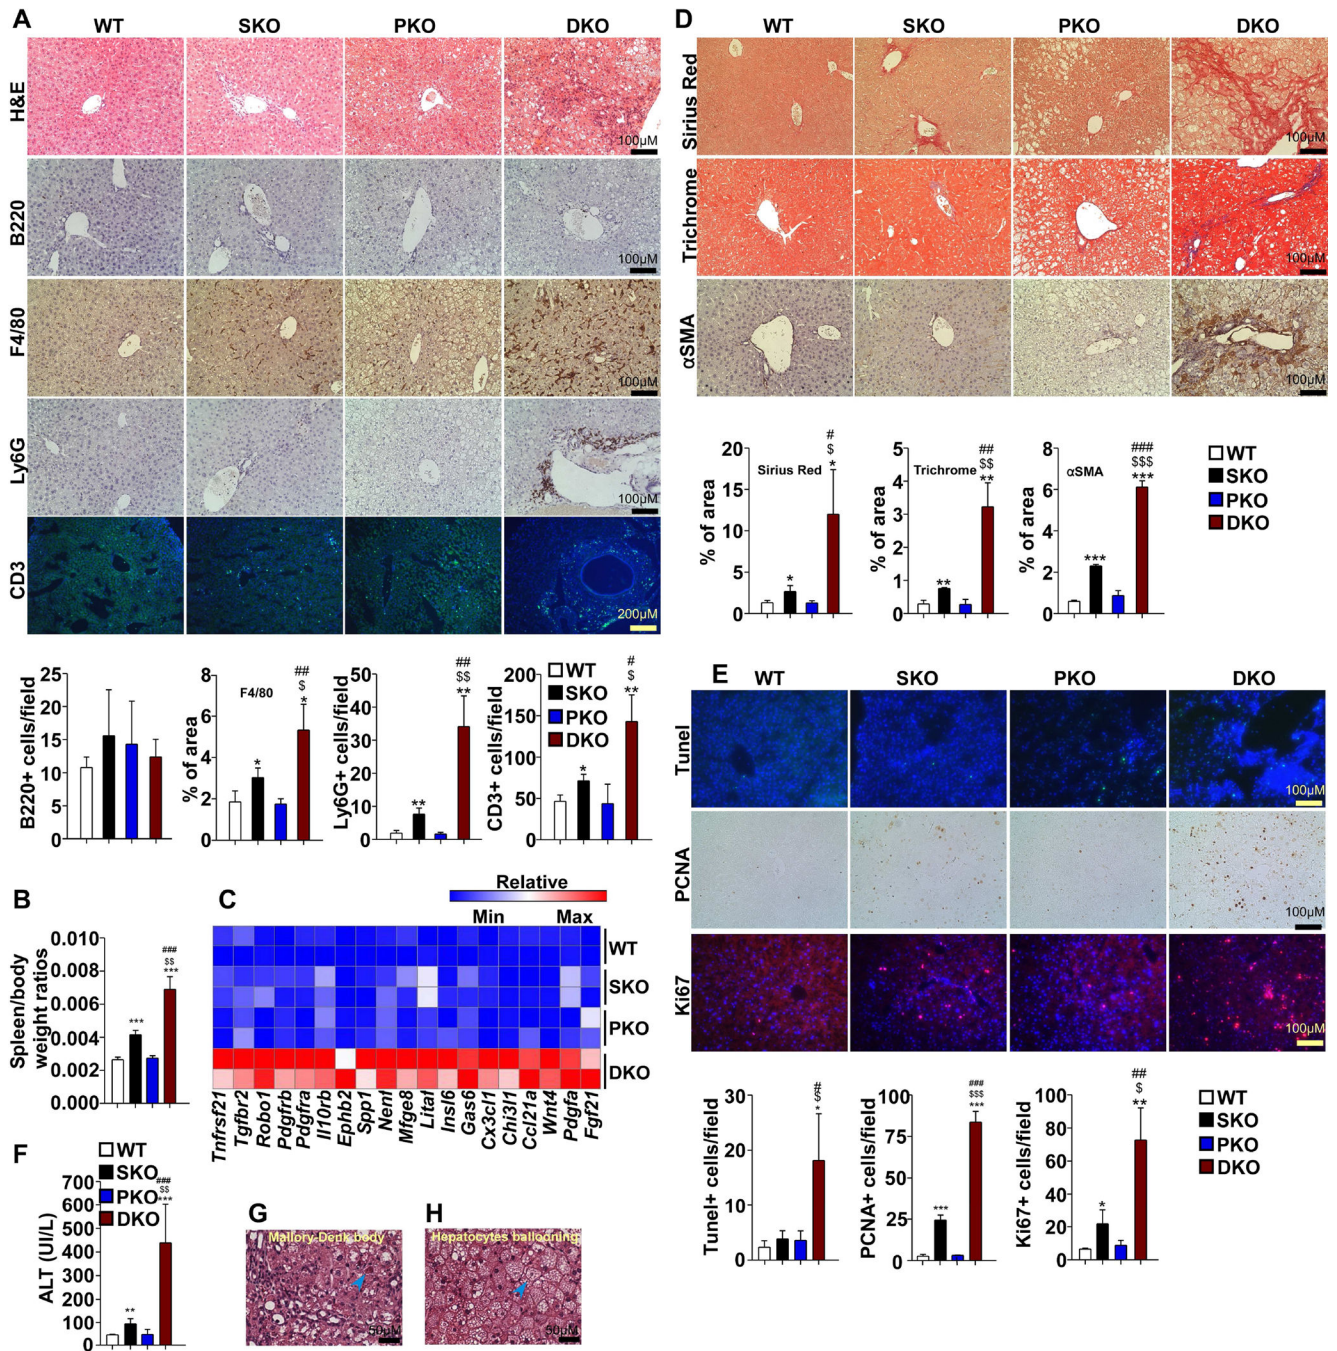 A
WT SKO PKO DKO
H&E
100μM
B220
100μM
F4/80
100μM
Ly6G
100μM
CD3
200μM
25
20
15
10
5
0
B220+ cells/field
8
6
4
2
0
% of area
F4/80
##
$
*
*
50
40
30
20
10
0
Ly6G+ cells/field
##
$$
**
**
200
150
100
50
0
CD3+ cells/field
#
$
**
*
WT
SKO
PKO
DKO
B
0.010
0.008
0.006
0.004
0.002
0.000
Spleen/body
weight ratios
###
$$
***
***
C
Relative
Min Max
WT
SKO
PKO
DKO
Tnfrsf21
Tgfbr2
Robo1
Pdgfrb
Pdgfra
Il10rb
Ephb2
Spp1
Nenf
Mfge8
Litaf
Insl6
Gas6
Cx3cl1
Chi3l1
Ccl21a
Wnt4
Pdgfa
Fgf21
D
WT SKO PKO DKO
Sirius Red
100μM
Trichrome
100μM
αSMA
100μM
20
15
10
5
0
% of area
Sirius Red
#
$
*
*
5
4
3
2
1
0
% of area
Trichrome
##
$$
**
**
8
6
4
2
0
% of area
αSMA
###
$$$
***
***
WT
SKO
PKO
DKO
E
WT SKO PKO DKO
Tunel
100μM
PCNA
100μM
Ki67
100μM
30
20
10
0
Tunel+ cells/field
#
$
*
100
75
50
25
0
PCNA+ cells/field
###
$$$
***
***
100
80
60
40
20
0
Ki67+ cells/field
##
$
**
*
WT
SKO
PKO
DKO
F
WT
SKO
PKO
DKO
700
600
500
400
300
200
100
0
ALT (UI/L)
###
$$
***
**
G
Mallory-Denk body
50μM
H
Hepatocytes ballooning
50μM